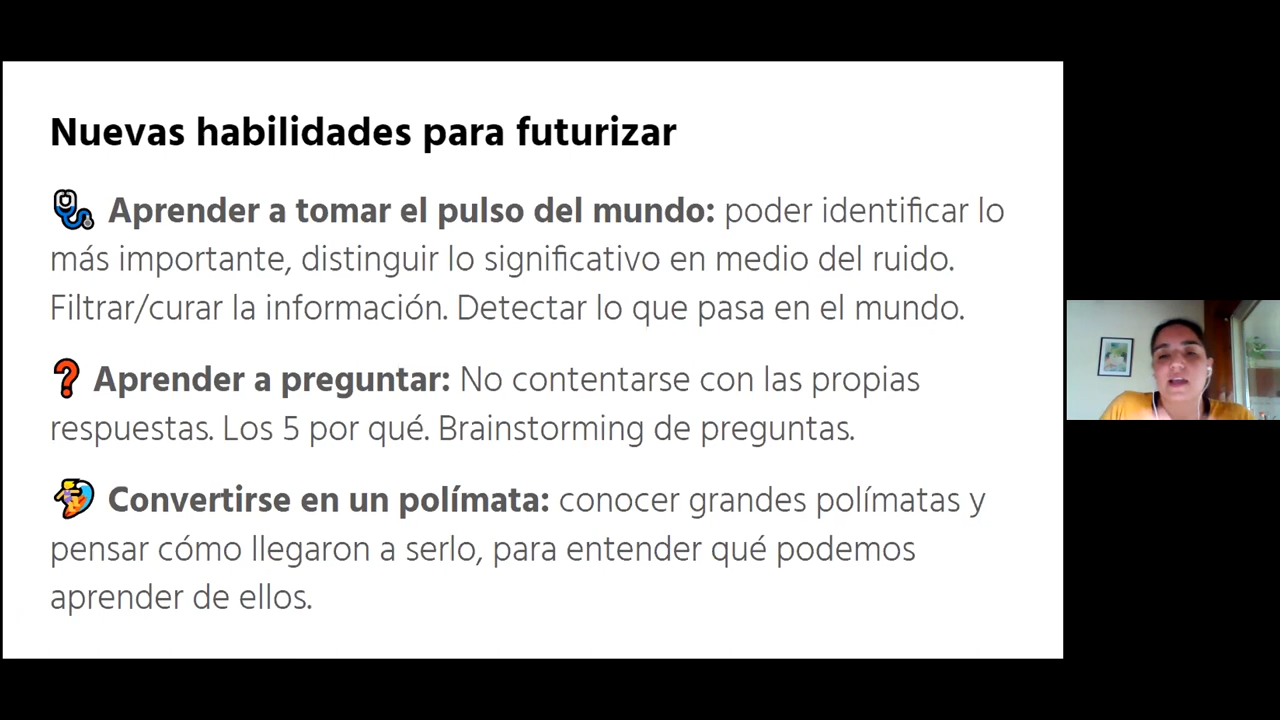 Nuevas habilidades para futurizar
🩺 Aprender a tomar el pulso del mundo: poder identificar lo
más importante, distinguir lo significativo en medio del ruido.
Filtrar/curar la información. Detectar lo que pasa en el mundo.
❓ Aprender a preguntar: No contentarse con las propias
respuestas. Los 5 por qué. Brainstorming de preguntas.
Convertirse en un polímata: conocer grandes polímatas y
pensar cómo llegaron a serlo, para entender qué podemos
aprender de ellos.